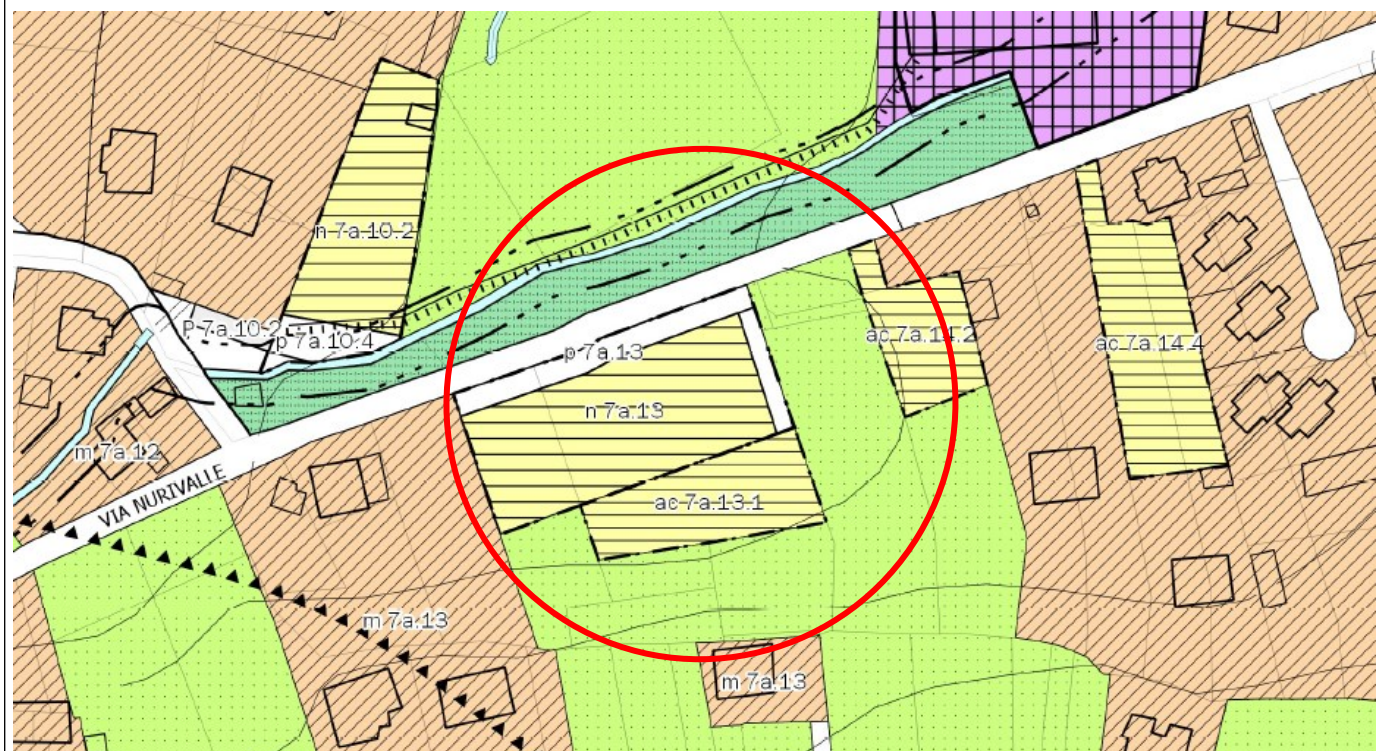 n 7a.10.2
P 7a.10-2
p 7a.10.4
p 7a.13
ac 7a.14.2
ac 7a.14.4
n 7a.13
m 7a.12
VIA NURIVALLE
ac 7a.13.1
m 7a.13
m 7a.13